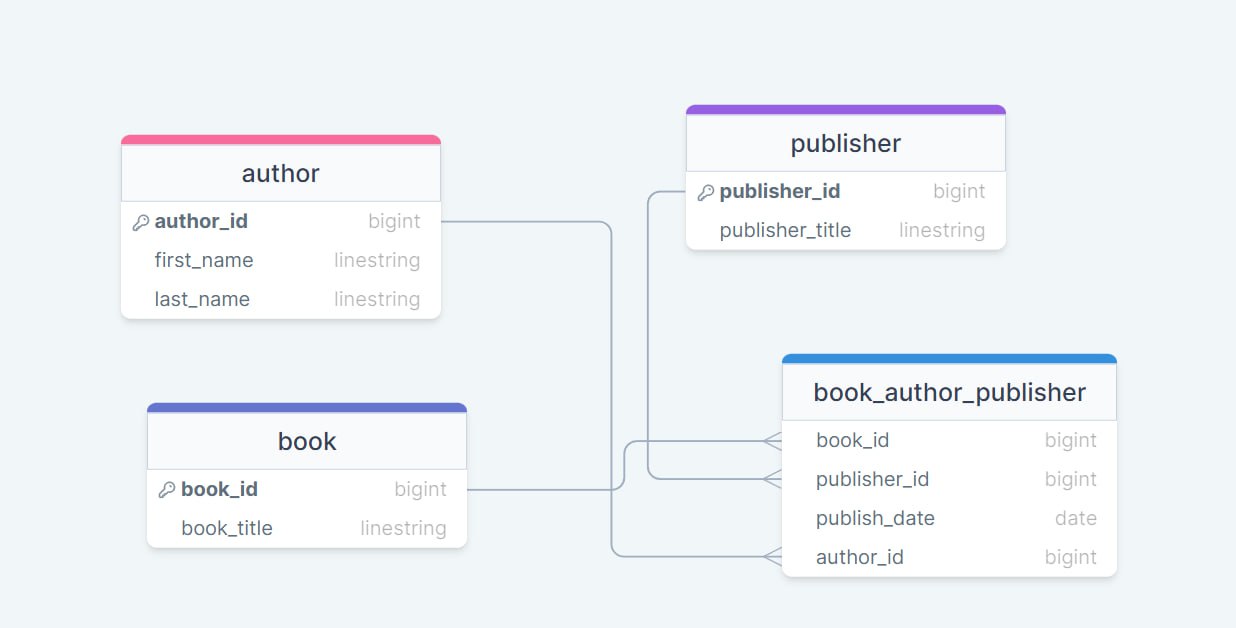 author
author_id bigint
first_name linestring
last_name linestring
publisher
publisher_id bigint
publisher_title linestring
book
book_id bigint
book_title linestring
book_author_publisher
book_id bigint
publisher_id bigint
publish_date date
author_id bigint